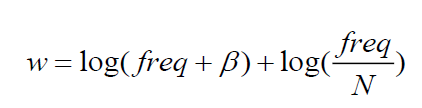 w = log( freq + β) + log(freq/N)